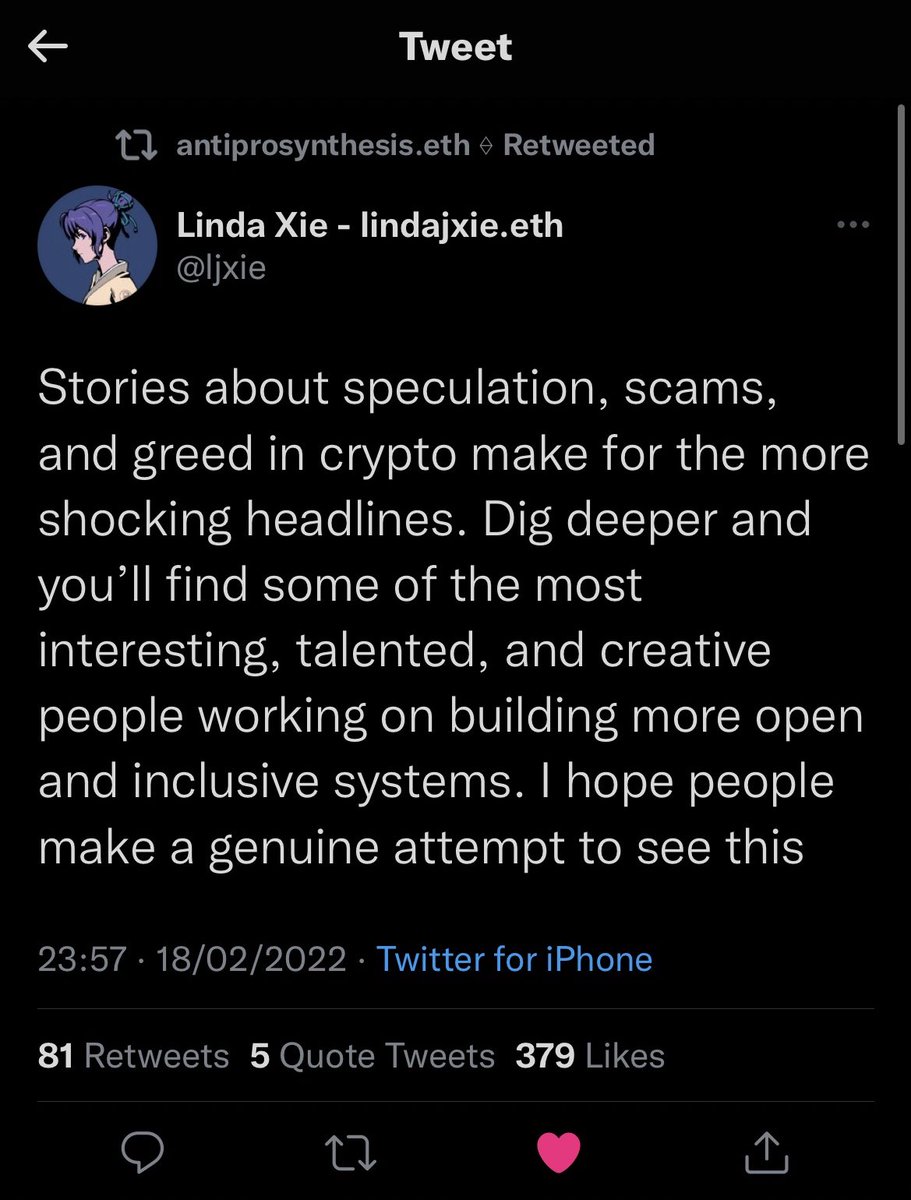 Tweet
antiprosynthesis.eth ⟠ Retweeted
Linda Xie - lindajxie.eth
@ljxie
Stories about speculation, scams,
and greed in crypto make for the more
shocking headlines. Dig deeper and
you’ll find some of the most
interesting, talented, and creative
people working on building more open
and inclusive systems. I hope people
make a genuine attempt to see this
23:57 · 18/02/2022 · Twitter for iPhone
81 Retweets 5 Quote Tweets 379 Likes